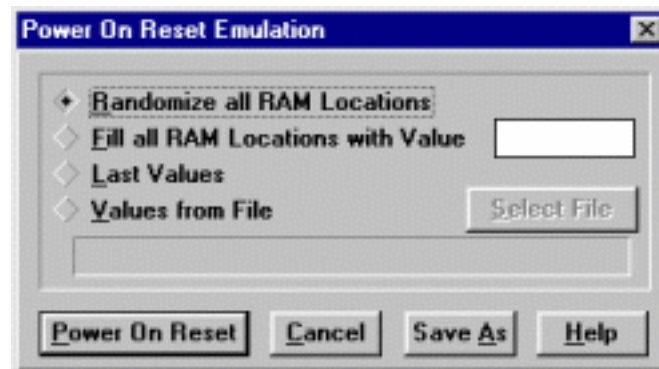 Power On Reset Emulation
Randomize all RAM Locations
Fill all RAM Locations with Value
Last Values
Values from File
Select File
Power On Reset Cancel Save As Help